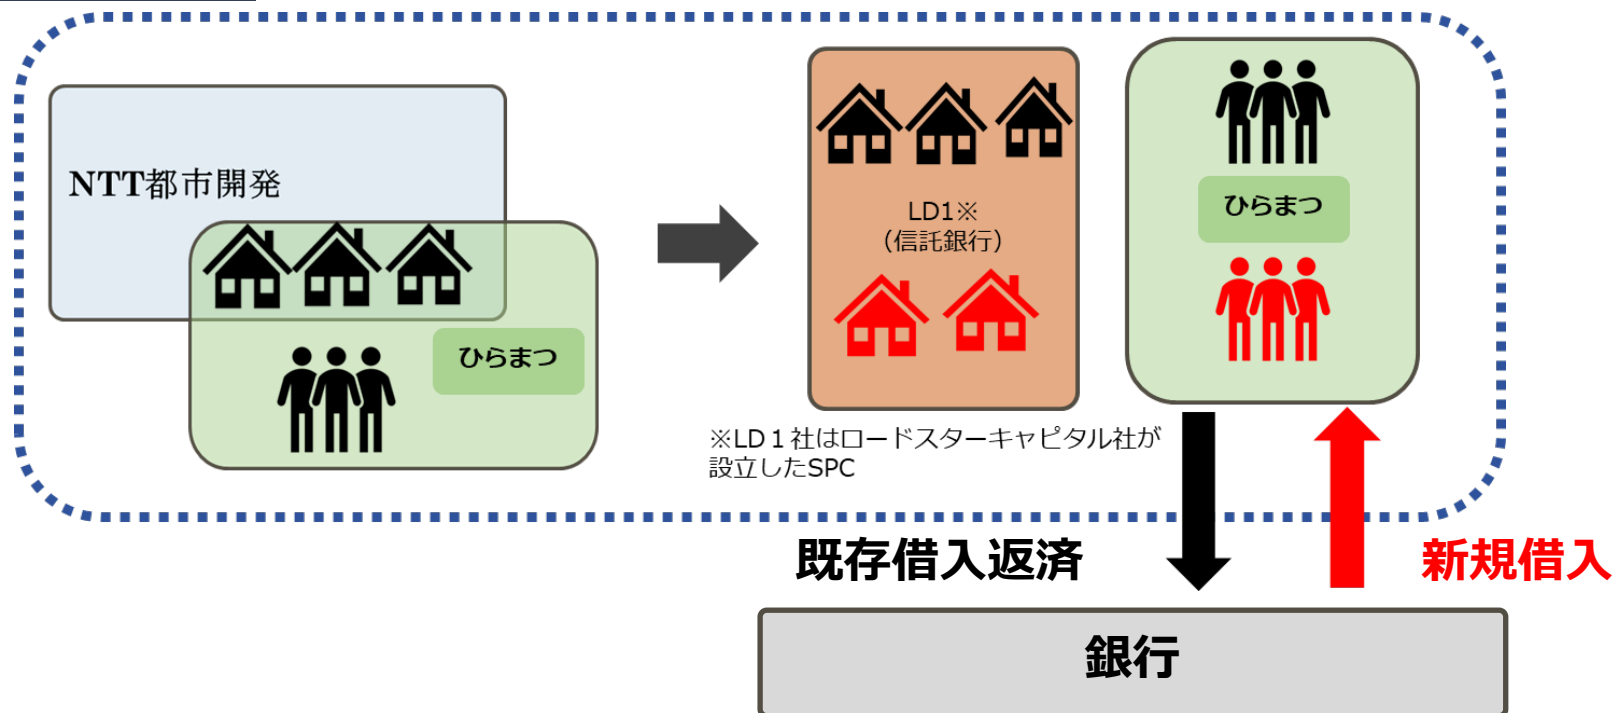 NTT都市開発
ひらまつ
LD1※
（信託銀行）
ひらまつ
※LD１社はロードスターキャピタル社が
設立したSPC
既存借入返済
新規借入
銀行